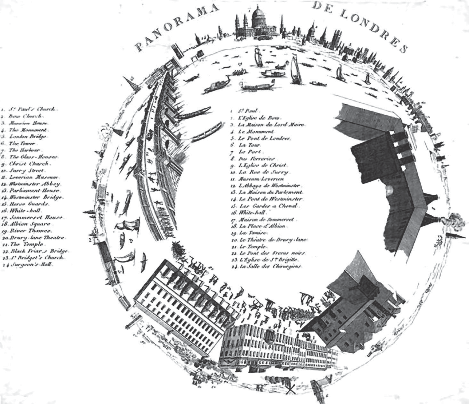 PANORAMA DE LONDRES
1. St. Paul's Church.
2. Bow Church.
3. Mansion House
4. The Monument.
5. London Bridge
6. The Tower
7. The Harbour.
8. The Glass-Houses.
9. Christ Church.
10. Surry Street.
11. Leverian Museum.
12. Westminster Abbey.
13. Parliament House
14. Westminster Bridge.
15. Horse Guards.
16. White-hall
17. Sommerset House.
18. Albion Square
19. River Thames.
20. Drury-lane Theatre.
21. The Temple.
22. Black Friar's Bridge.
23. St. Bridget's Church.
24. Surgeon's Hall.
1. St. Paul
2. L'Eglise de Bow.
3. La Maison du Lord Maire.
4. Le Monument
5. Le Pont de Londres.
6. La Tour.
7. Le Port.
8. Des Verreries
9. L'Eglise de Christ.
10. La Rue de Surry.
11. Museum Leverien
12. L'Abbaye de Westminster
13. La Maison du Parlement
14. Le Pont de Westminster
15. Les Gardes a Cheval.
16. White-hall.
17. Maison de Sommerset.
18. La Place d'Albion
19. La Tamise.
20. Le Théatre de Drury-lane.
21. Le Temple.
22. Le Pont des freres noirs.
23. L'Eglise de Ste. Brigitte.
24. La Salle des Chirurgiens.